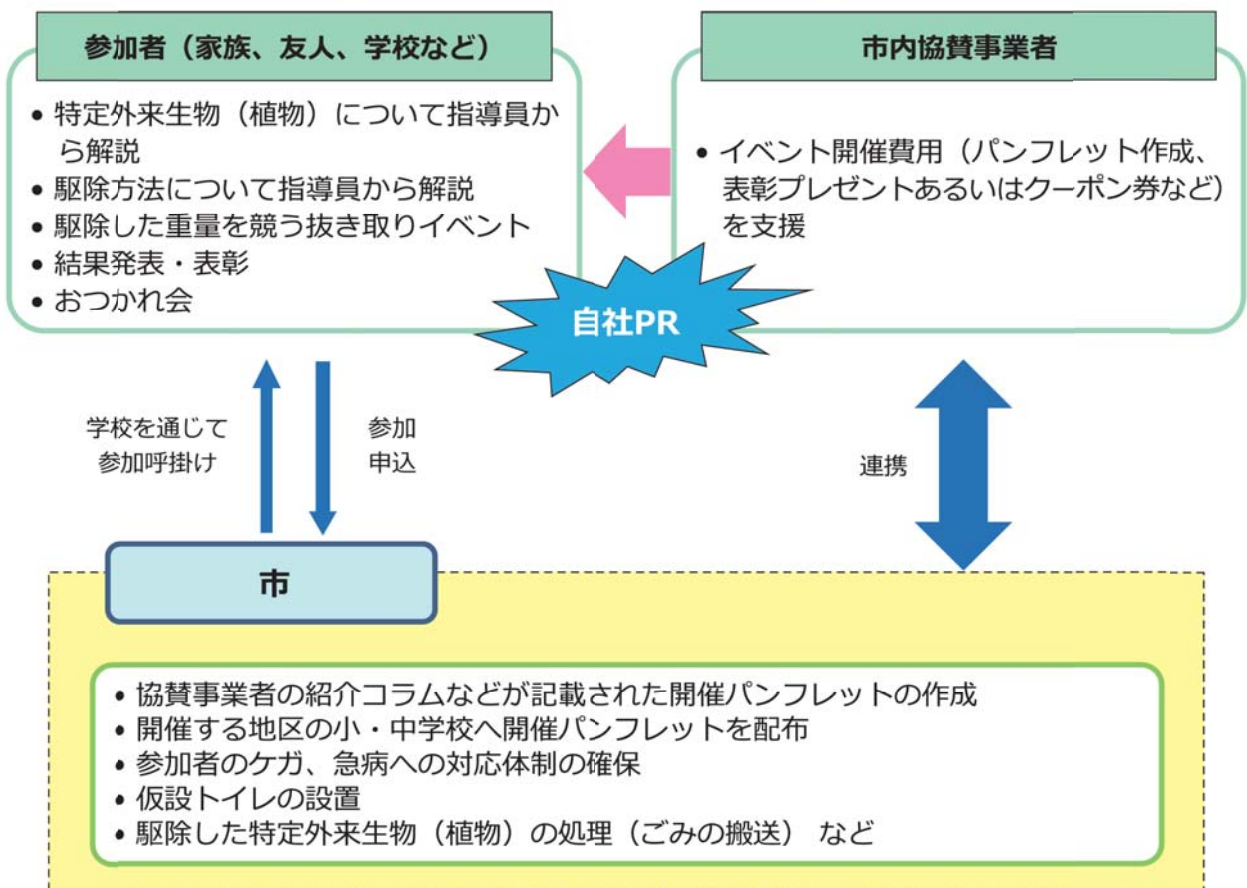 参加者（家族、友人、学校など）
• 特定外来生物（植物）について指導員か
ら解説
• 駆除方法について指導員から解説
• 駆除した重量を競う抜き取りイベント
• 結果発表・表彰
• おつかれ会
市内協賛事業者
• イベント開催費用（パンフレット作成、
表彰プレゼントあるいはクーポン券など）
を支援
自社PR
学校を通じて
参加呼掛け
参加
申込
連携
市
• 協賛事業者の紹介コラムなどが記載された開催パンフレットの作成
• 開催する地区の小・中学校へ開催パンフレットを配布
• 参加者のケガ、急病への対応体制の確保
• 仮設トイレの設置
• 駆除した特定外来生物（植物）の処理（ごみの搬送） など